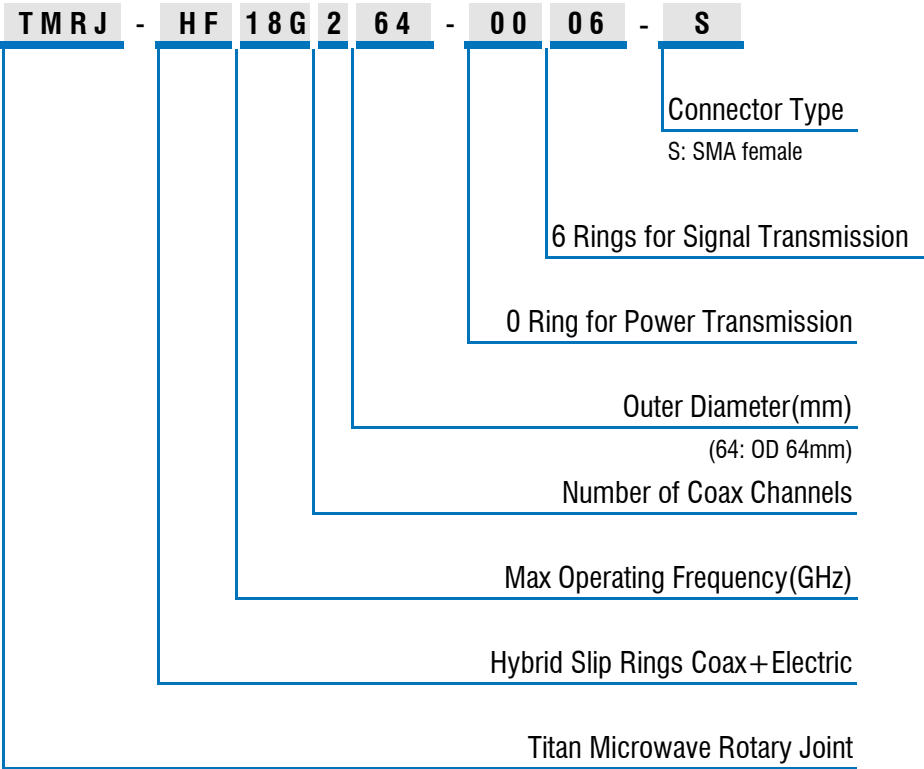 TMRJ - HF 18G 2 64 - 00 06 - S
Connector Type
S: SMA female
6 Rings for Signal Transmission
0 Ring for Power Transmission
Outer Diameter(mm)
(64: OD 64mm)
Number of Coax Channels
Max Operating Frequency(GHz)
Hybrid Slip Rings Coax+Electric
Titan Microwave Rotary Joint